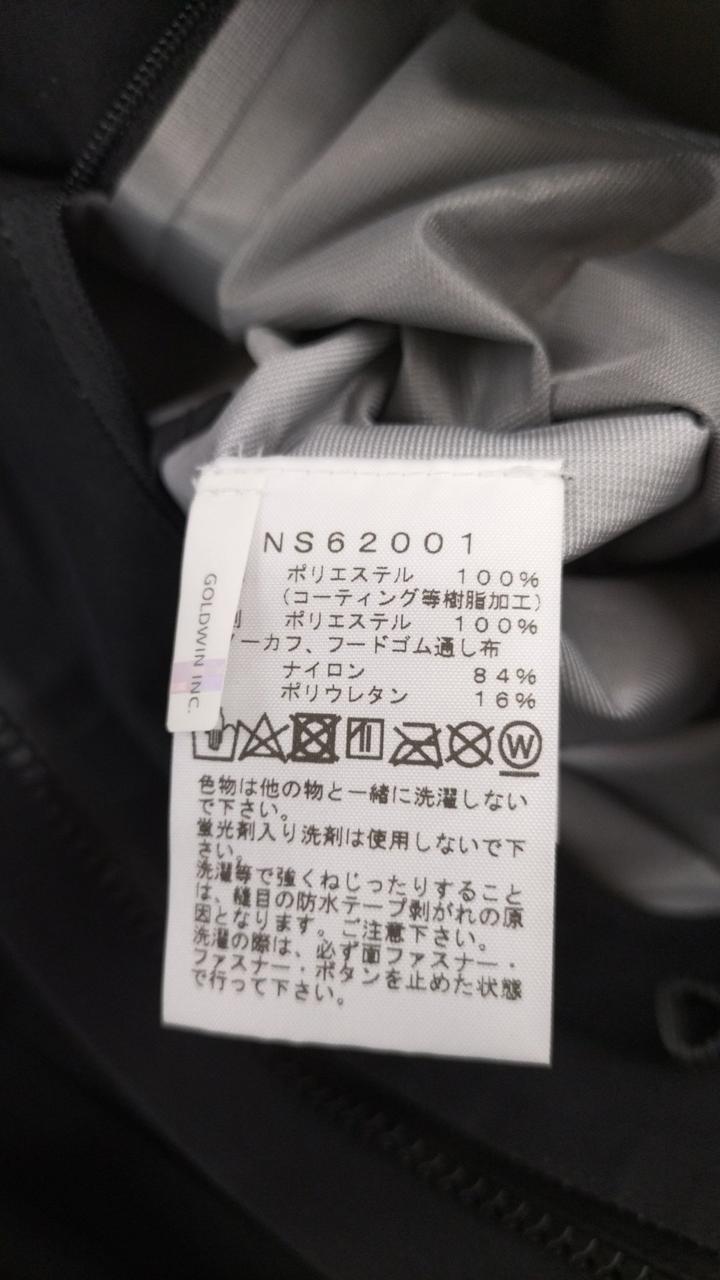 NS62001
ポリエステル 100%
(コーティング等樹脂加工)
ポリエステル 100%
ーカフ、フードゴム通し布
ナイロン 84%
ポリウレタン 16%
W
色物は他の物と一緒に洗濯しない
で下さい。
蛍光剤入り洗剤は使用しないで下
さい。
洗濯等で強くねじったりすること
は、縫目の防水テープ剥がれの原
因となります。ご注意下さい。
洗濯の際は、必ず面ファスナー・
ファスナー・ボタンを止めた状態
で行って下さい。
GOLDWIN INC.